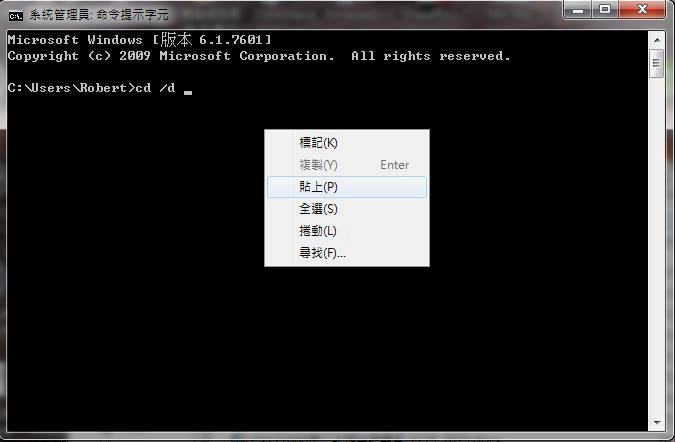 系統管理員: 命令提示字元
Microsoft Windows [版本 6.1.7601]
Copyright (c) 2009 Microsoft Corporation.  All rights reserved.
C:\Users\Robert>cd /d _
標記(K)
複製(Y) Enter
貼上(P)
全選(S)
捲動(L)
尋找(F)...